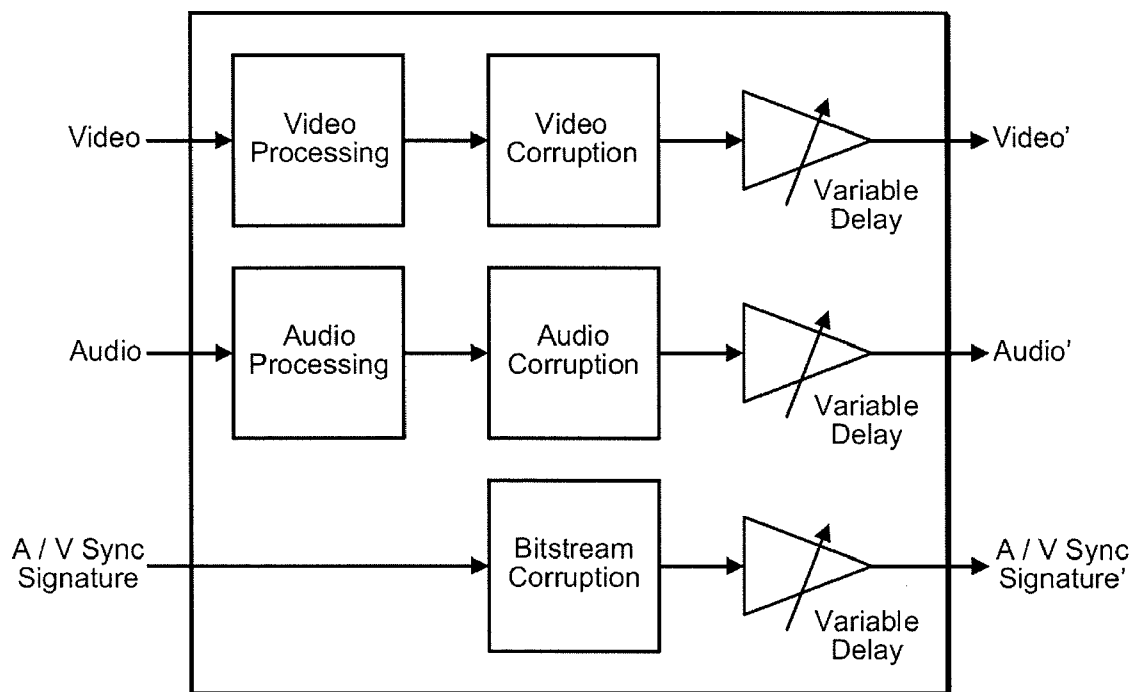 Video
Video
Processing
Video
Corruption
Variable
Delay
Video’
Audio
Audio
Processing
Audio
Corruption
Variable
Delay
Audio’
A / V Sync
Signature
Bitstream
Corruption
Variable
Delay
A / V Sync
Signature’